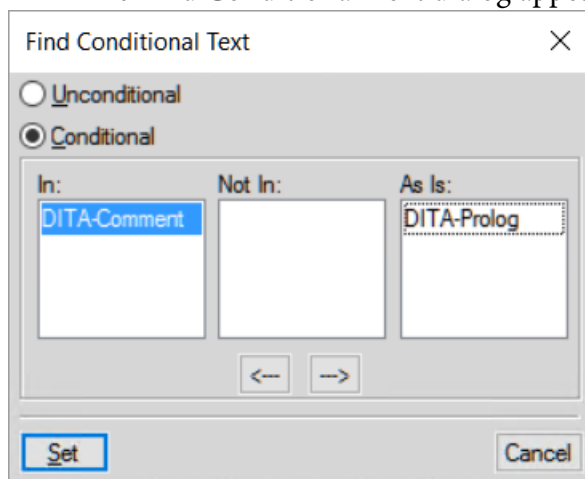 Find Conditional Text
Unconditional
Conditional
In: Not In: As Is:
DITA-Comment DITA-Prolog
<--- --->
Set Cancel